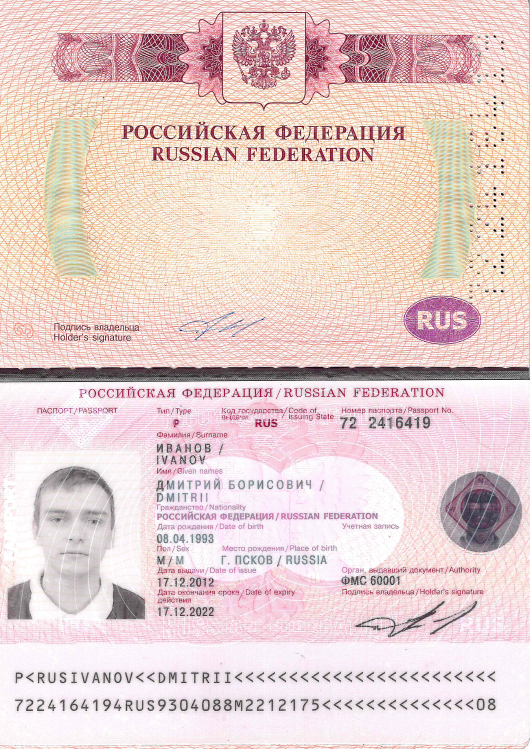 РОССИЙСКАЯ ФЕДЕРАЦИЯ
RUSSIAN FEDERATION
RUS
Подпись владельца
Holder's signature
РОССИЙСКАЯ ФЕДЕРАЦИЯ / RUSSIAN FEDERATION
ПАСПОРТ/PASSPORT
Тип/Type
Код государства/Code of
выдачи issuing State
Номер паспорта/Passport No.
P
RUS
72 2416419
Фамилия/Surname
ИВАНОВ /
IVANOV
Имя/Given names
ДМИТРИЙ БОРИСОВИЧ /
DMITRII
Гражданство/Nationality
РОССИЙСКАЯ ФЕДЕРАЦИЯ/RUSSIAN FEDERATION
Дата рождения/Date of birth
Учетная запись
08.04.1993
Пол/Sex
Место рождения/Place of birth
М/M
Г. ПСКОВ / RUSSIA
Дата выдачи/Date of issue
Орган, выдавший документ/Authority
17.12.2012
ФМС 60001
Дата окончания срока/Date of expiry
действия
Подпись владельца/Holder's signature
17.12.2022
RUS
P<RUSIVANOV<<DMITRII<<<<<<<<<<<<<<<<<<<<<<<<
7224164194RUS9304088M2212175<<<<<<<<<<<<<<08